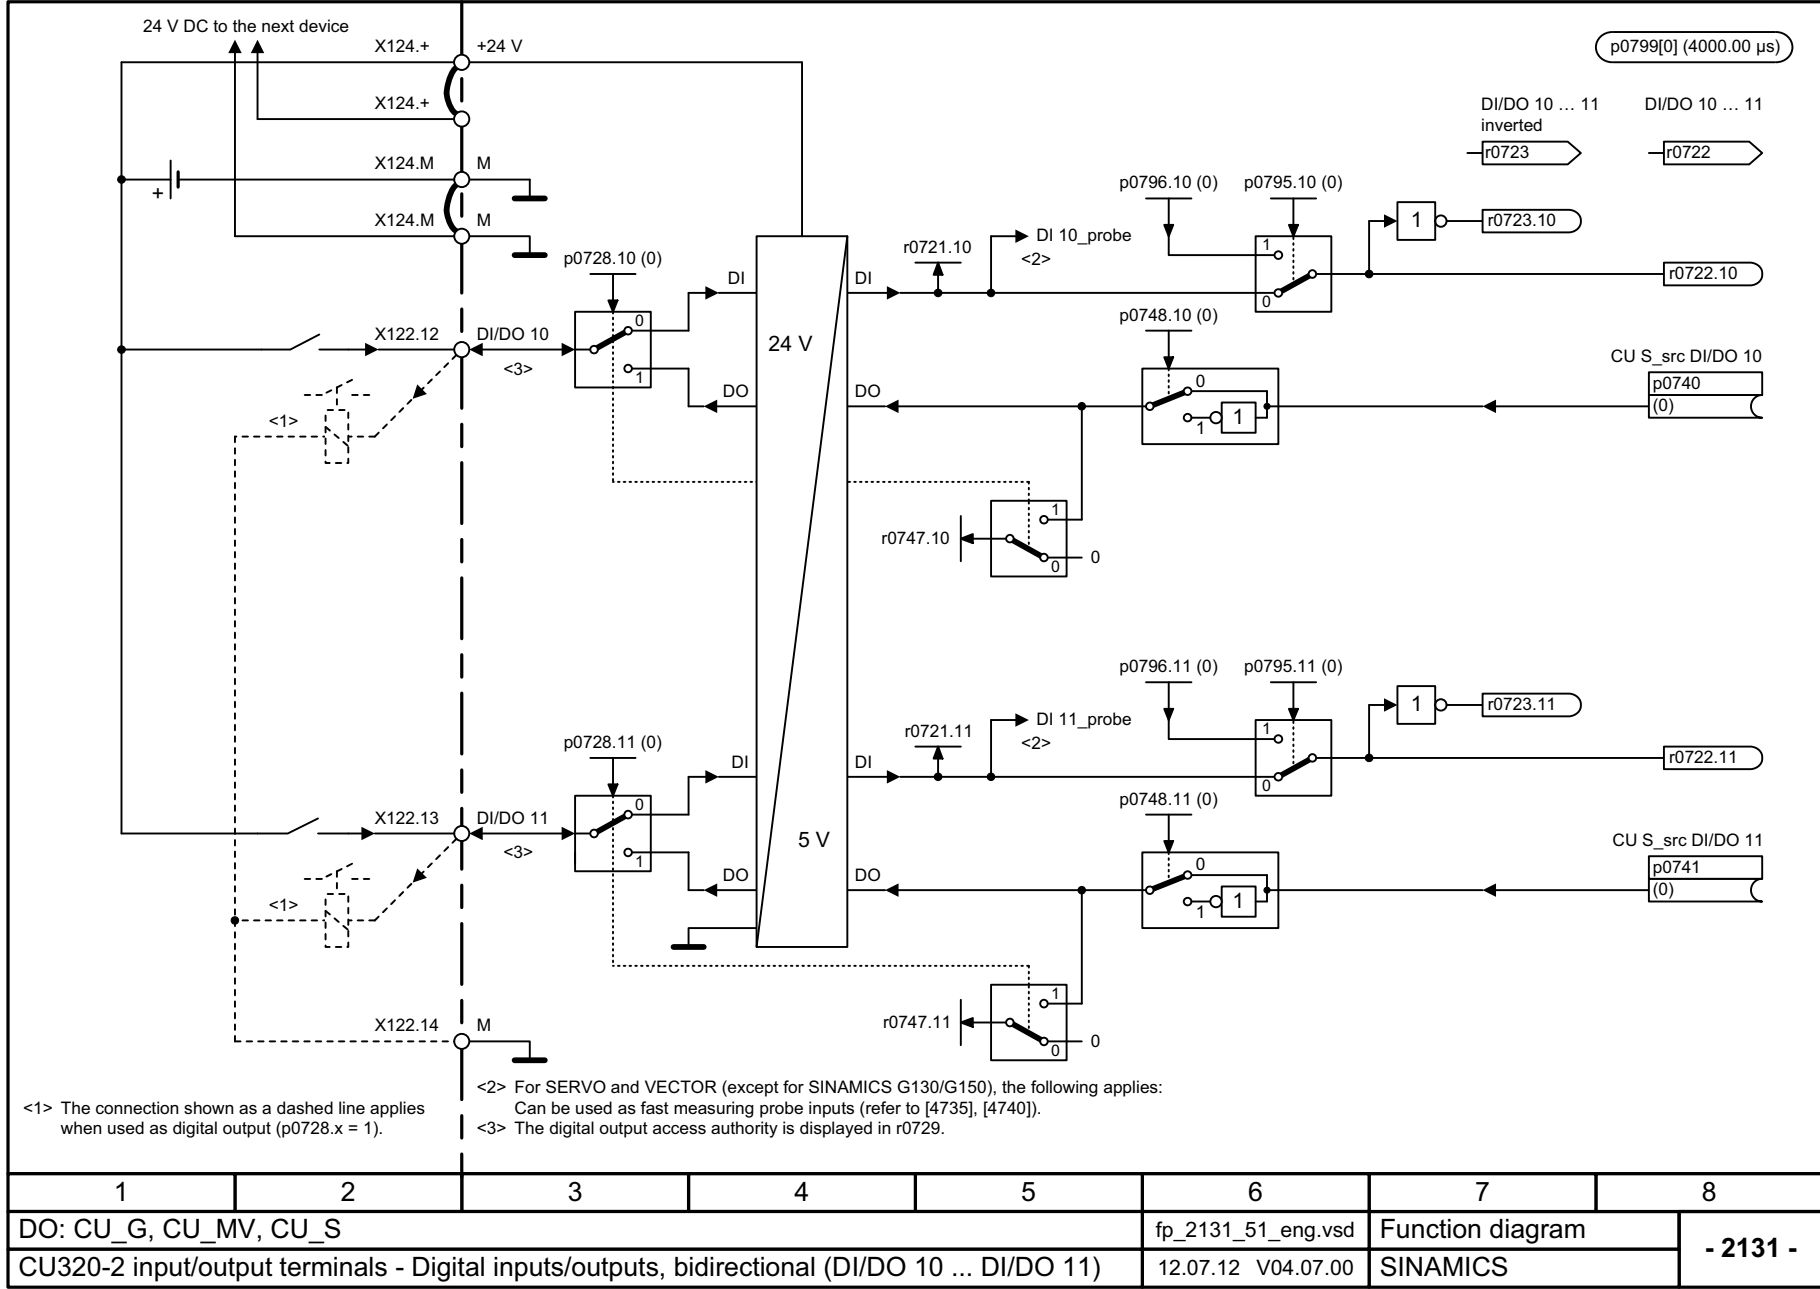 24 V DC to the next device
X124.+
+24 V
p0799[0] (4000.00 µs)
X124.+
DI/DO 10 … 11
inverted
DI/DO 10 … 11
r0723
r0722
X124.M
M
+
p0796.10 (0)
p0795.10 (0)
X124.M
M
1
r0723.10
DI 10_probe
<2>
r0721.10
1
0
r0722.10
p0728.10 (0)
DI
DI
X122.12
DI/DO 10
<3>
0
1
24 V
p0748.10 (0)
CU S_src DI/DO 10
p0740
(0)
DO
DO
0
1
1
<1>
r0747.10
1
0
0
p0796.11 (0)
p0795.11 (0)
1
r0723.11
DI 11_probe
<2>
r0721.11
1
0
r0722.11
p0728.11 (0)
DI
DI
X122.13
DI/DO 11
<3>
0
1
5 V
p0748.11 (0)
CU S_src DI/DO 11
p0741
(0)
DO
DO
0
1
1
<1>
r0747.11
1
0
0
X122.14
M
<1> The connection shown as a dashed line applies
when used as digital output (p0728.x = 1).
<2> For SERVO and VECTOR (except for SINAMICS G130/G150), the following applies:
Can be used as fast measuring probe inputs (refer to [4735], [4740]).
<3> The digital output access authority is displayed in r0729.
1 2 3 4 5 6 7 8
DO: CU_G, CU_MV, CU_S
fp_2131_51_eng.vsd
Function diagram
- 2131 -
CU320-2 input/output terminals - Digital inputs/outputs, bidirectional (DI/DO 10 ... DI/DO 11)
12.07.12 V04.07.00
SINAMICS